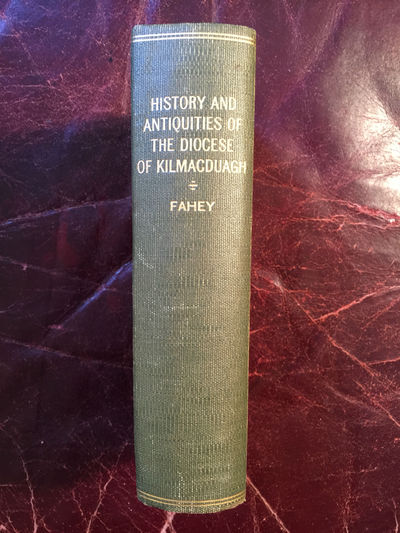 HISTORY AND
ANTIQUITIES OF
THE DIOCESE
OF KILMACDUAGH
FAHEY